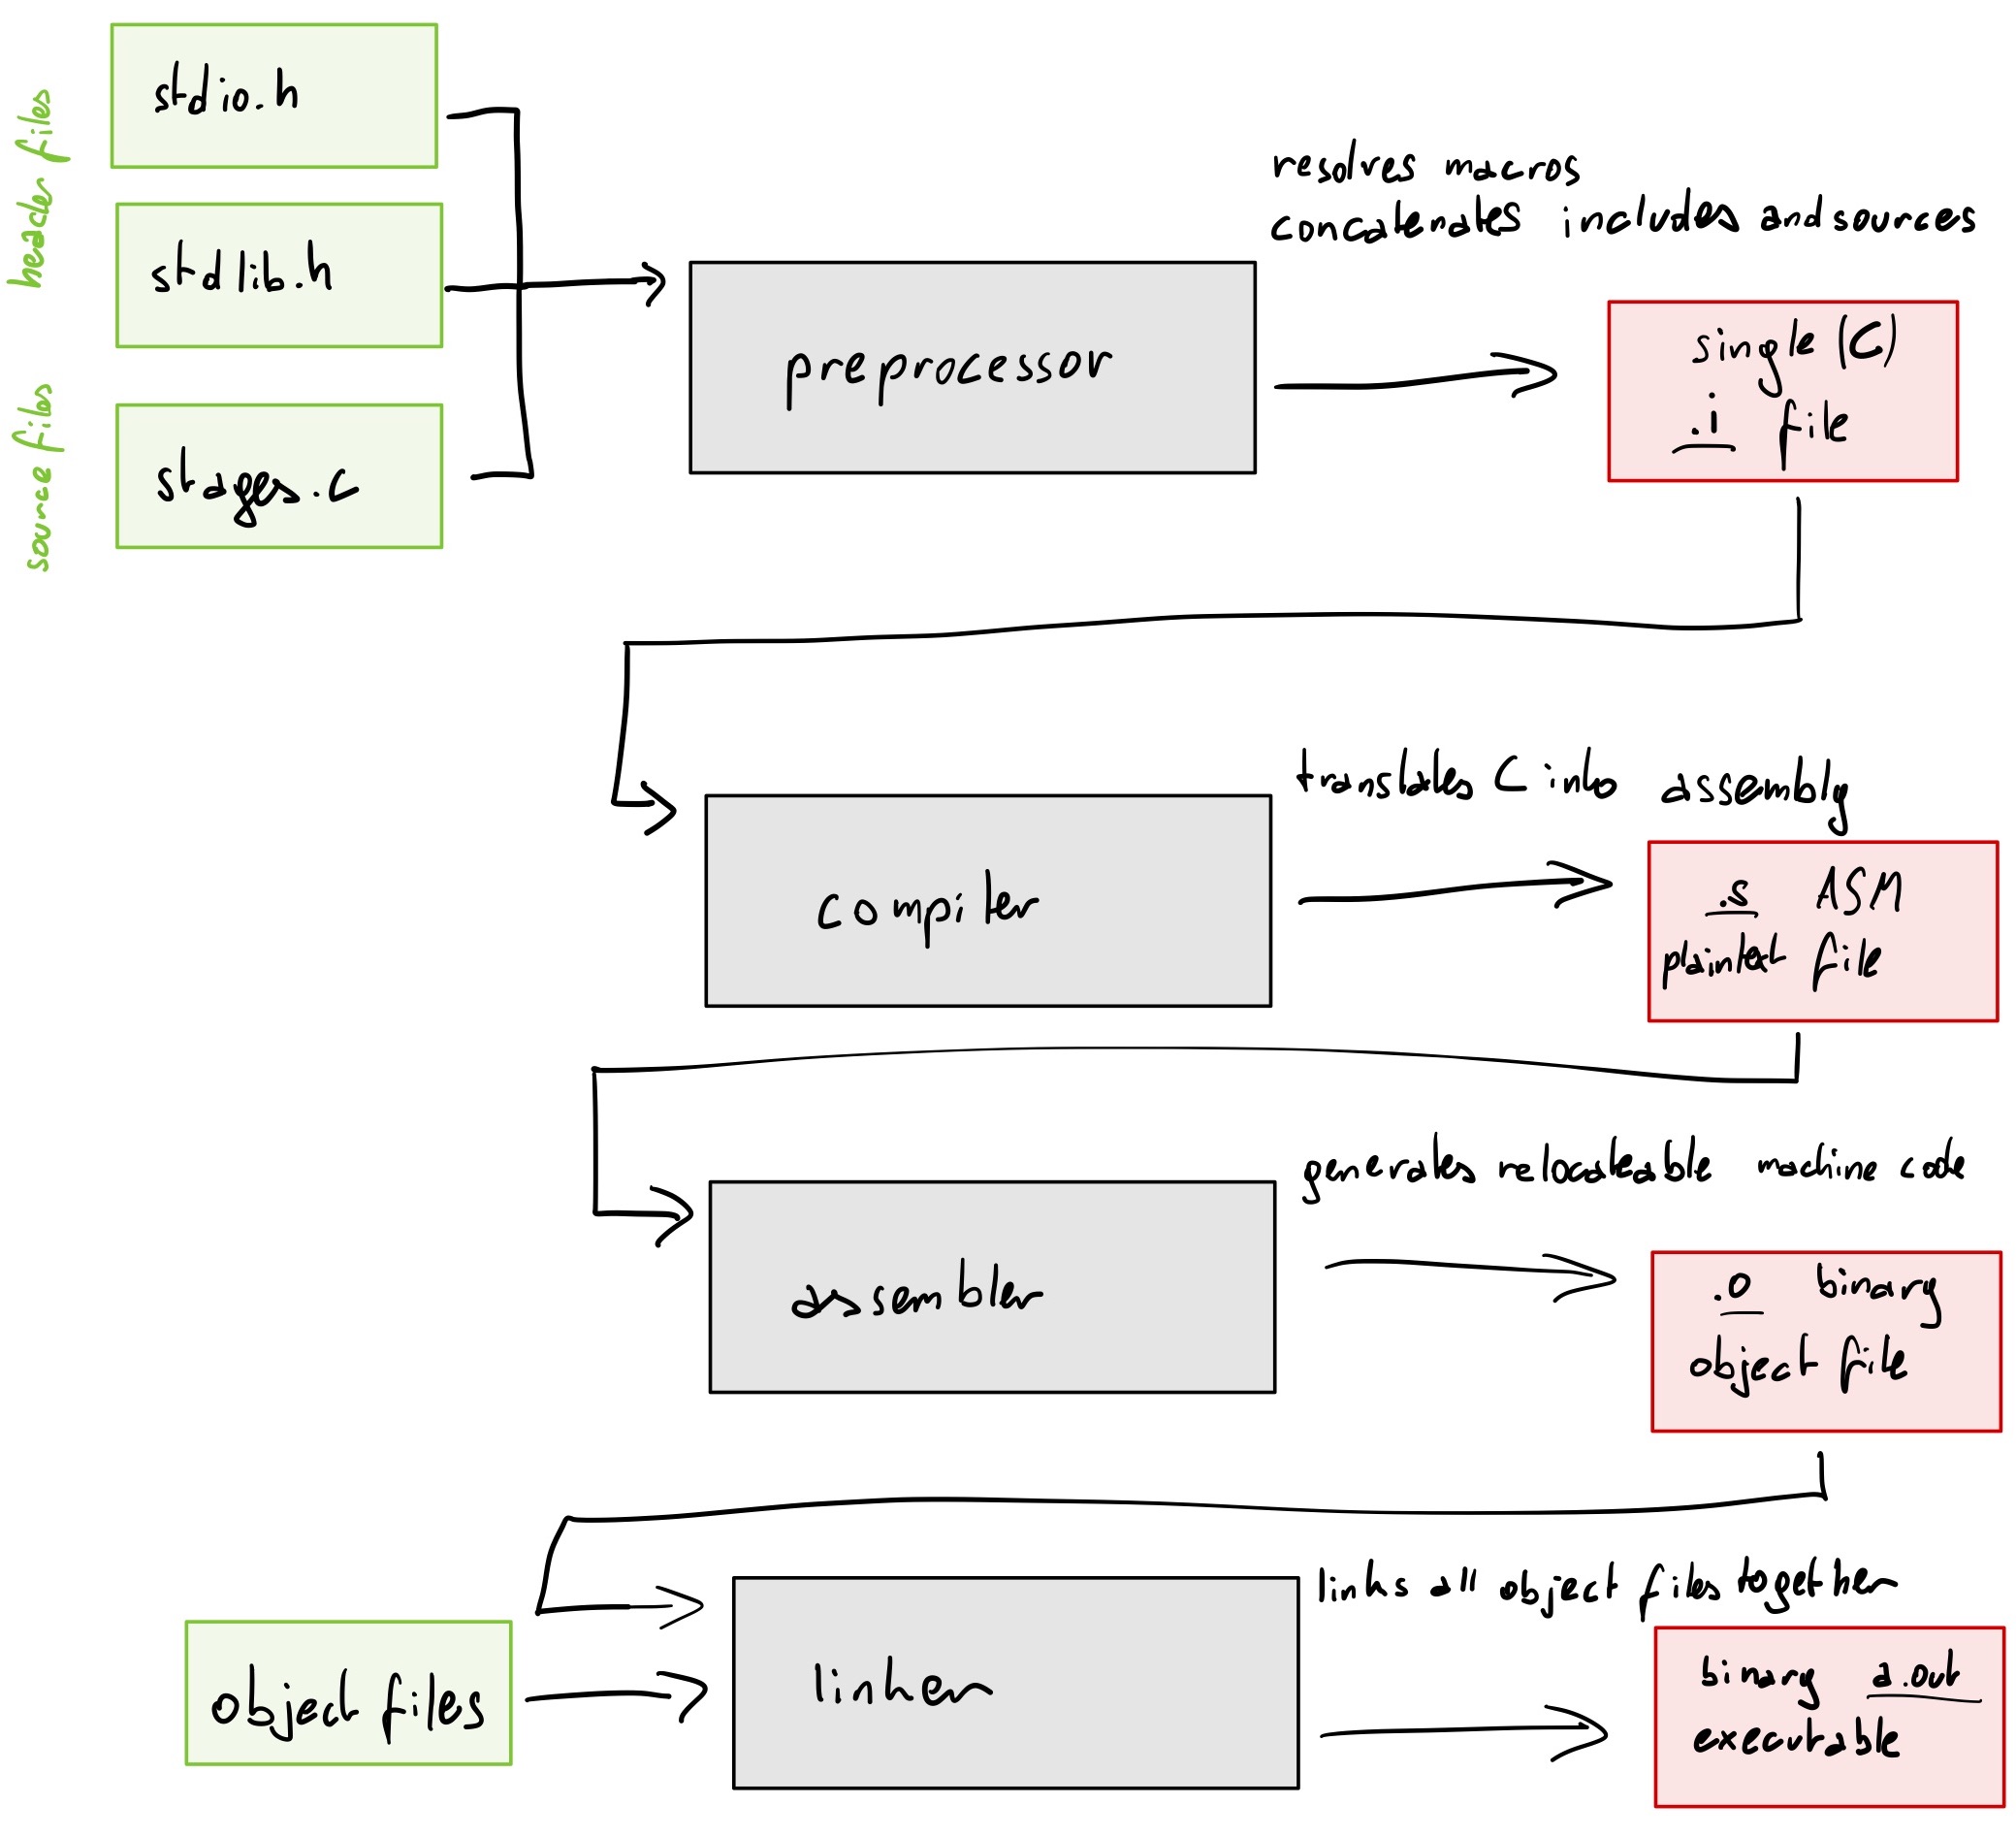 header files
stdio.h
stdlib.h
source files
stages.c
resolves macros
concatenates includes and sources
preprocessor
single (C)
.i file
translates C into assembly
compiler
.s ASM
plaintext file
generates relocateable machine code
assembler
.o binary
object file
links all object files together
object files
linker
binary a.out
executable